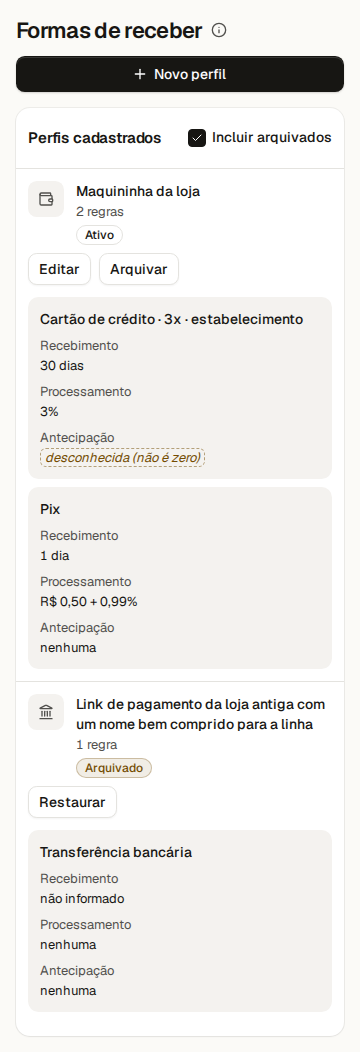 Formas de receber
Novo perfil
Perfis cadastrados
Incluir arquivados
Maquininha da loja
2 regras
Ativo
Editar
Arquivar
Cartão de crédito · 3x · estabelecimento
Recebimento
30 dias
Processamento
3%
Antecipação
desconhecida (não é zero)
Pix
Recebimento
1 dia
Processamento
R$ 0,50 + 0,99%
Antecipação
nenhuma
Link de pagamento da loja antiga com
um nome bem comprido para a linha
1 regra
Arquivado
Restaurar
Transferência bancária
Recebimento
não informado
Processamento
nenhuma
Antecipação
nenhuma